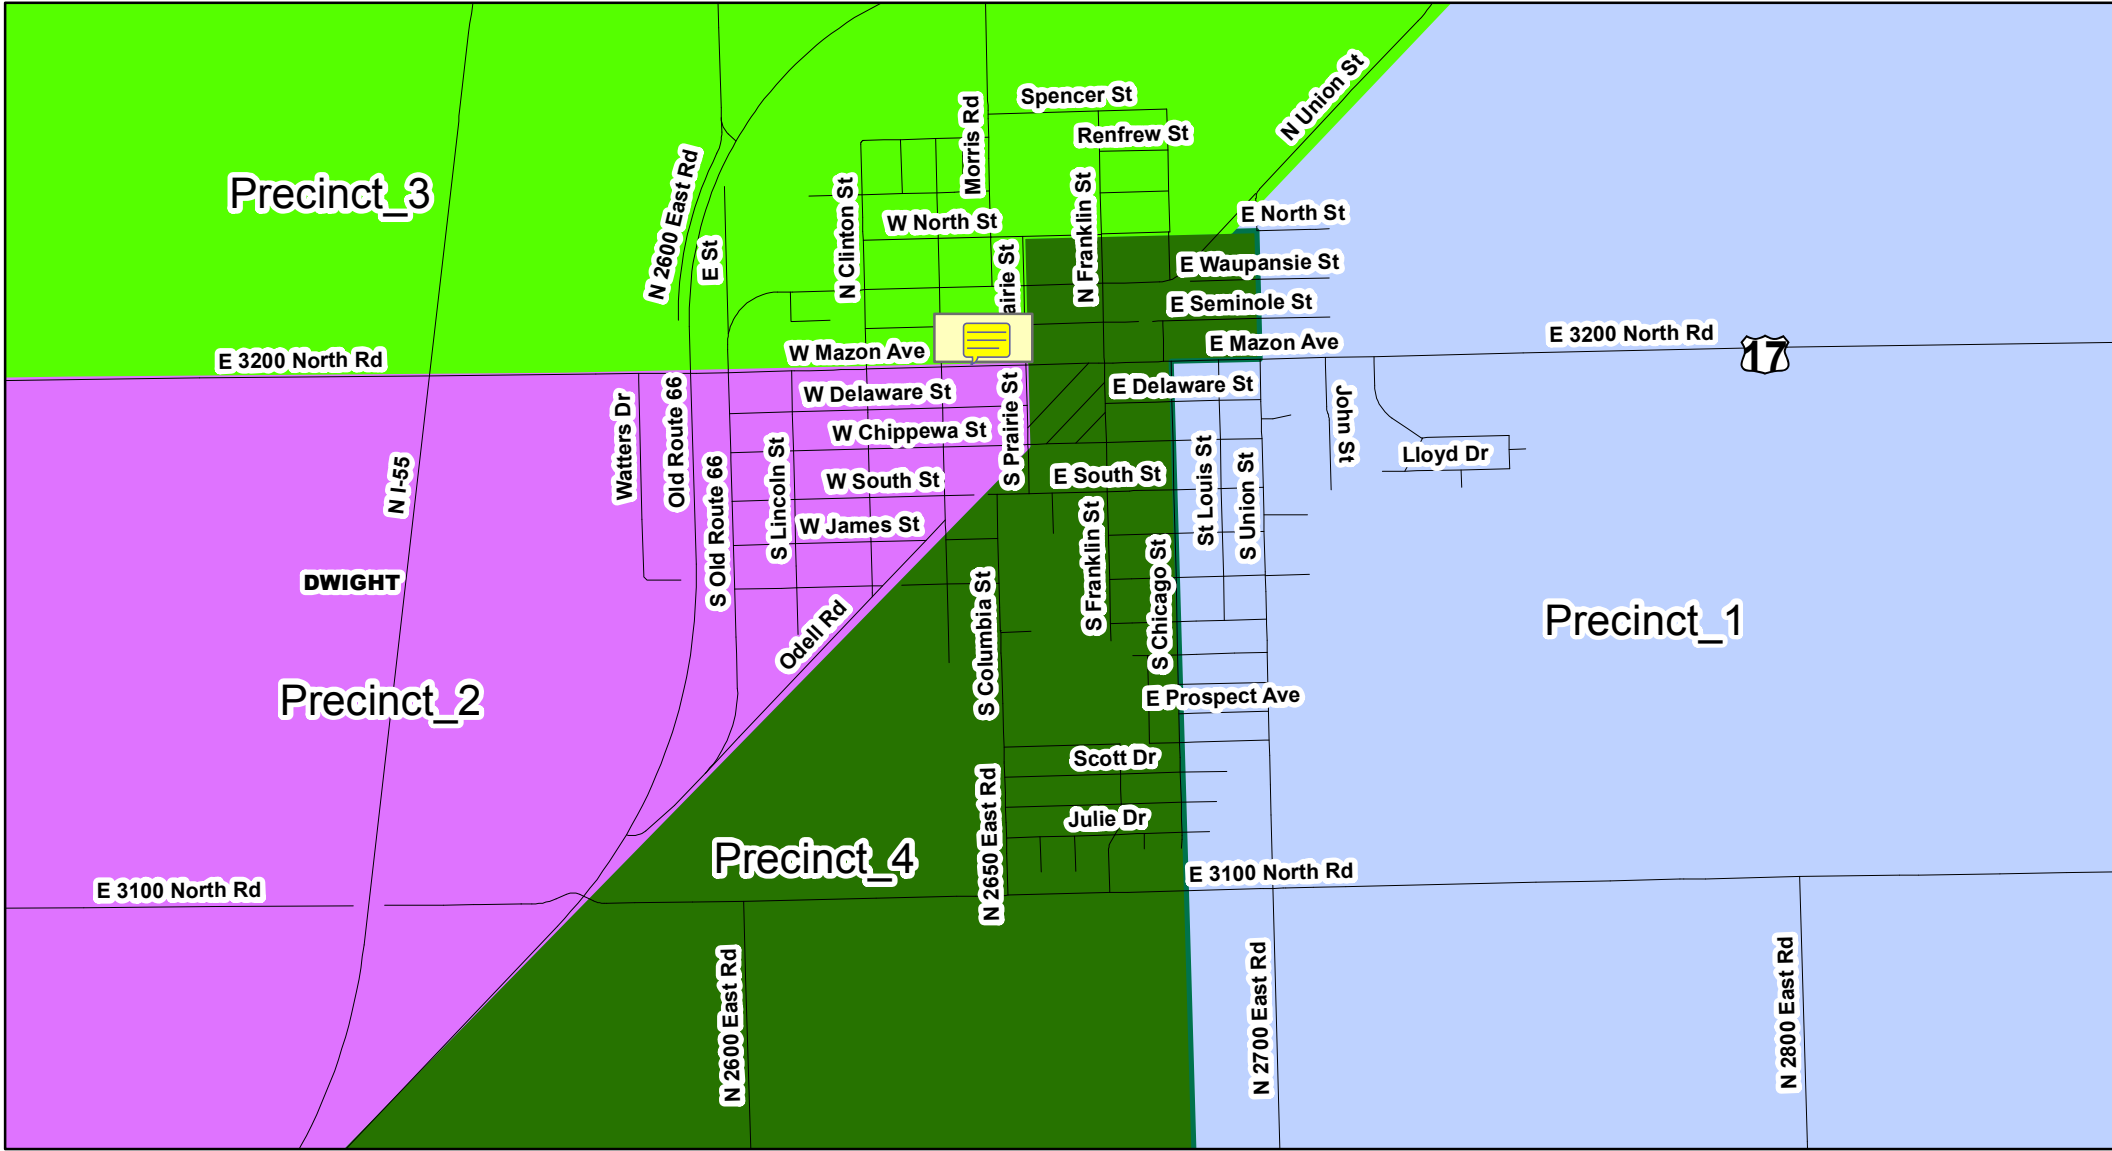 Spencer St
N Union St
Renfrew St
Morris Rd
Precinct_3
N 2600 East Rd
N Clinton St
N Franklin St
W North St
E North St
E St
airie St
E Waupansie St
E Seminole St
E 3200 North Rd
W Mazon Ave
E Mazon Ave
E 3200 North Rd
17
W Delaware St
S Prairie St
E Delaware St
Watters Dr
Old Route 66
W Chippewa St
John St
Lloyd Dr
N I-55
S Old Route 66
S Lincoln St
W South St
E South St
St Louis St
S Union St
W James St
S Franklin St
S Chicago St
DWIGHT
S Columbia St
Odell Rd
Precinct_1
Precinct_2
E Prospect Ave
Scott Dr
N 2650 East Rd
Julie Dr
Precinct_4
E 3100 North Rd
E 3100 North Rd
N 2600 East Rd
N 2700 East Rd
N 2800 East Rd